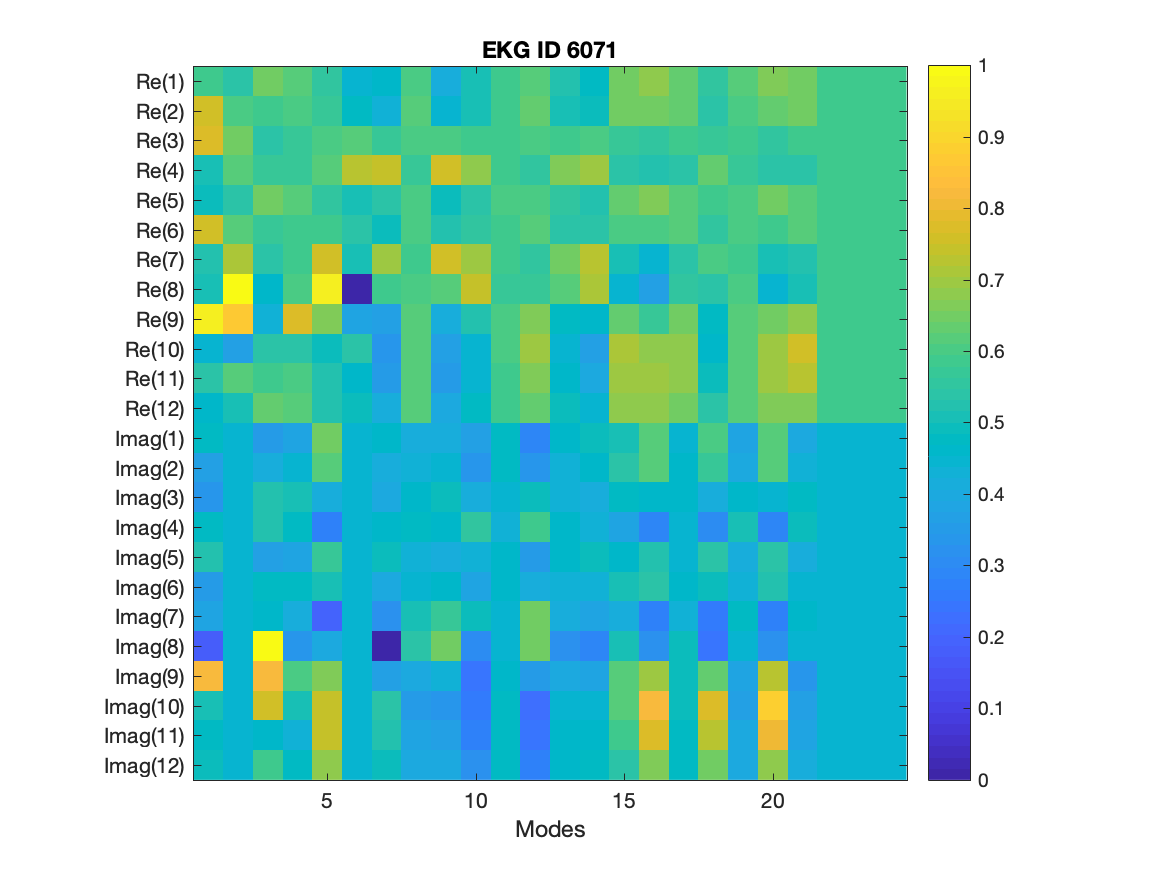 EKG ID 6071
Re(1)
Re(2)
Re(3)
Re(4)
Re(5)
Re(6)
Re(7)
Re(8)
Re(9)
Re(10)
Re(11)
Re(12)
Imag(1)
Imag(2)
Imag(3)
Imag(4)
Imag(5)
Imag(6)
Imag(7)
Imag(8)
Imag(9)
Imag(10)
Imag(11)
Imag(12)
5 10 15 20
Modes
1
0.9
0.8
0.7
0.6
0.5
0.4
0.3
0.2
0.1
0